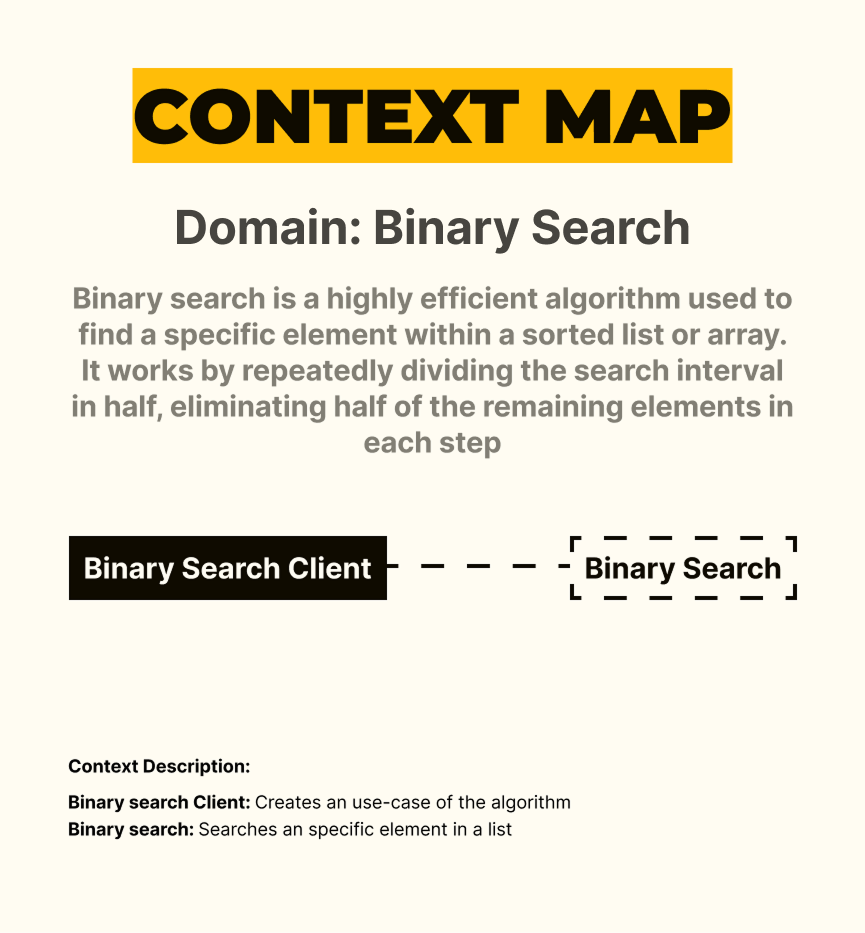 CONTEXT MAP
Domain: Binary Search
Binary search is a highly efficient algorithm used to
find a specific element within a sorted list or array.
It works by repeatedly dividing the search interval
in half, eliminating half of the remaining elements in
each step
Binary Search Client
Binary Search
Context Description:
Binary search Client: Creates an use-case of the algorithm
Binary search: Searches an specific element in a list